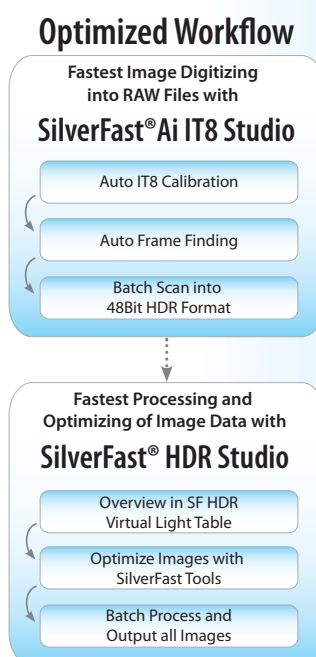 Optimized Workflow
Fastest Image Digitizing
into RAW Files with
SilverFast®Ai IT8 Studio
Auto IT8 Calibration
Auto Frame Finding
Batch Scan into
48Bit HDR Format
Fastest Processing and
Optimizing of Image Data with
SilverFast® HDR Studio
Overview in SF HDR
Virtual Light Table
Optimize Images with
SilverFast Tools
Batch Process and
Output all Images